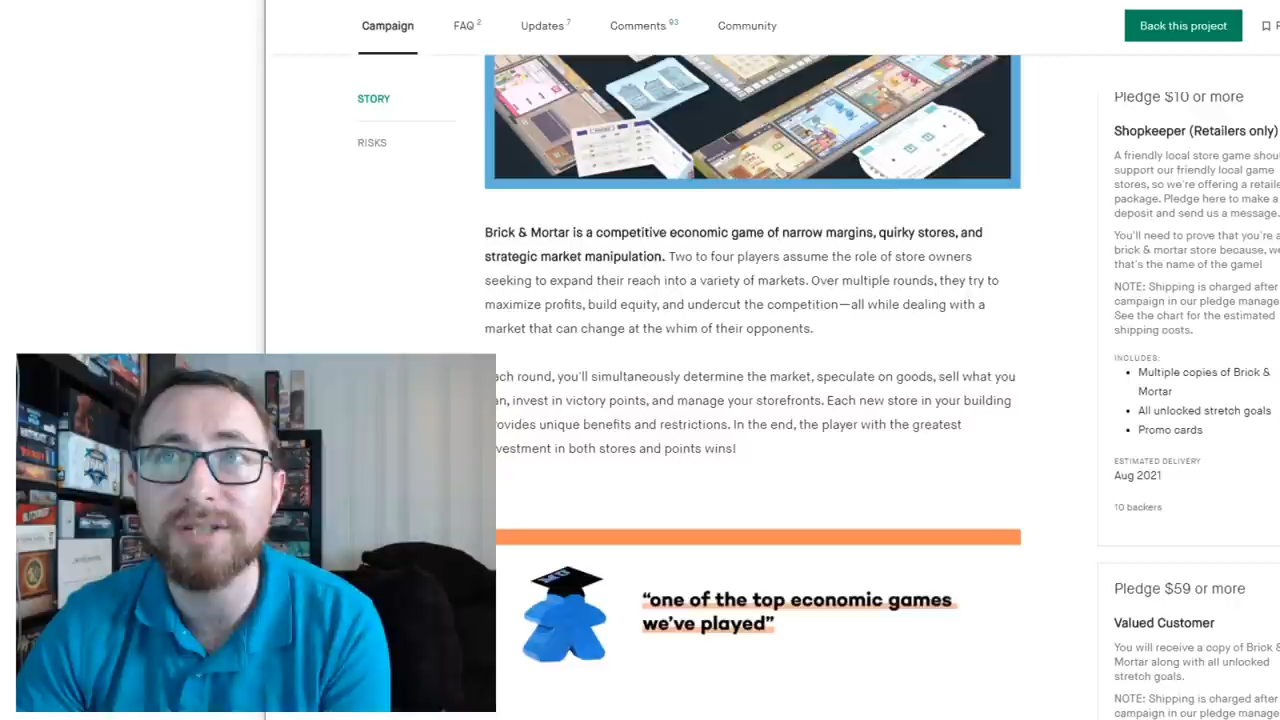 Campaign
FAQ 2
Updates 7
Comments 93
Community
Back this project
STORY
RISKS
Brick & Mortar is a competitive economic game of narrow margins, quirky stores, and
strategic market manipulation. Two to four players assume the role of store owners
seeking to expand their reach into a variety of markets. Over multiple rounds, they try to
maximize profits, build equity, and undercut the competition—all while dealing with a
market that can change at the whim of their opponents.
ach round, you'll simultaneously determine the market, speculate on goods, sell what you
an, invest in victory points, and manage your storefronts. Each new store in your building
rovides unique benefits and restrictions. In the end, the player with the greatest
vestment in both stores and points wins!
“one of the top economic games
we've played”
Pledge $10 or more
Shopkeeper (Retailers only)
A friendly local store game shou
support our friendly local game
stores, so we're offering a retaile
package. Pledge here to make a
deposit and send us a message.
You'll need to prove that you're a
brick & mortar store because, we
that's the name of the game!
NOTE: Shipping is charged after
campaign in our pledge manage
See the chart for the estimated
shipping costs.
INCLUDES:
Multiple copies of Brick &
Mortar
All unlocked stretch goals
Promo cards
ESTIMATED DELIVERY
Aug 2021
10 backers
Pledge $59 or more
Valued Customer
You will receive a copy of Brick &
Mortar along with all unlocked
stretch goals.
NOTE: Shipping is charged after
campaign in our pledge manage